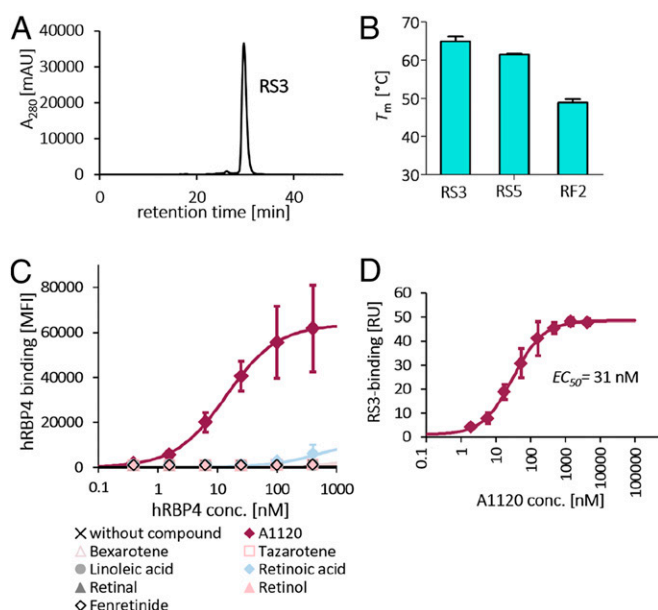 A
A280 [mAU]
40000
30000
20000
10000
0
RS3
0 20 40
retention time [min]
B
Tm [°C]
70
60
50
40
30
RS3 RS5 RF2
C
hRBP4 binding [MFI]
80000
60000
40000
20000
0
0.1 1 10 100 1000
hRBP4 conc. [nM]
without compound A1120
Bexarotene Tazarotene
Linoleic acid Retinoic acid
Retinal Retinol
Fenretinide
D
RS3-binding [RU]
60
50
40
30
20
10
0
EC50= 31 nM
0.1 1 10 100 1000 10000 100000
A1120 conc. [nM]